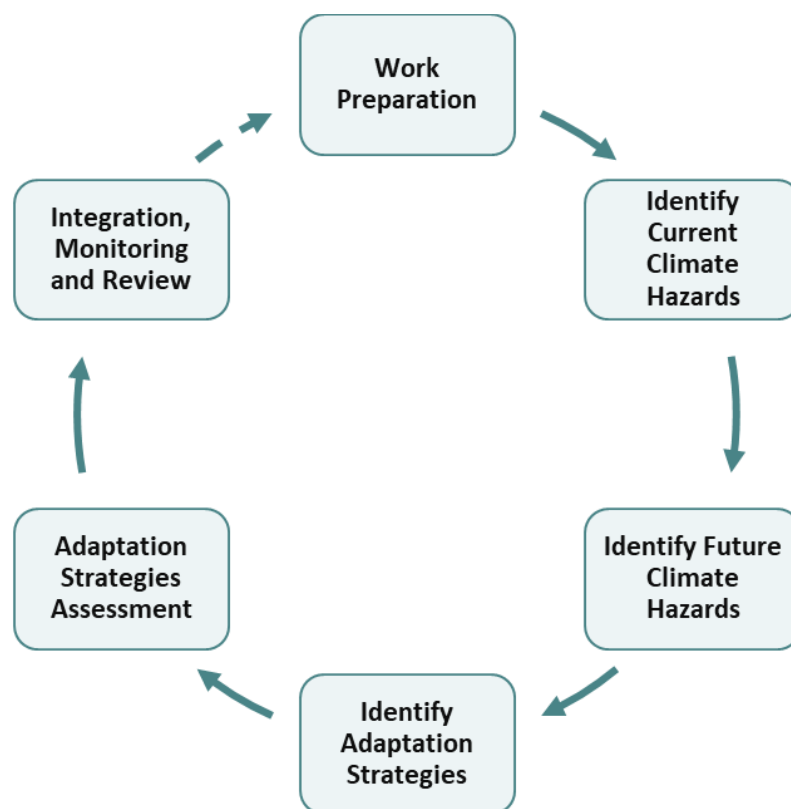 Work
Preparation
Identify
Current
Climate
Hazards
Identify Future
Climate
Hazards
Identify
Adaptation
Strategies
Adaptation
Strategies
Assessment
Integration,
Monitoring
and Review